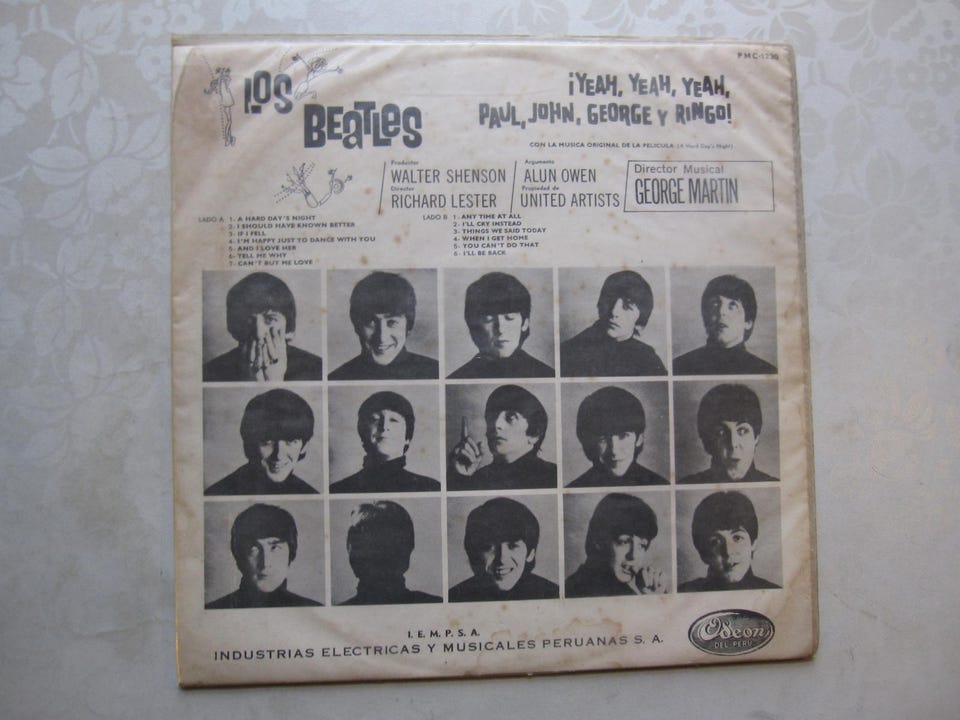 PMC-1230
LOS
BEATLES
¡YEAH, YEAH, YEAH,
PAUL, JOHN, GEORGE Y RINGO!
CON LA MUSICA ORIGINAL DE LA PELICULA (A Hard Day's Night)
Productor
WALTER SHENSON
Director
RICHARD LESTER
Argumento
ALUN OWEN
Propiedad de
UNITED ARTISTS
Director Musical
GEORGE MARTIN
LADO A 1- A HARD DAY'S NIGHT
2- I SHOULD HAVE KNOWN BETTER
3- IF I FELL
4- I'M HAPPY JUST TO DANCE WITH YOU
5- AND I LOVE HER
6- TELL ME WHY
7- CAN'T BUY ME LOVE
LADO B 1- ANY TIME AT ALL
2- I'LL CRY INSTEAD
3- THINGS WE SAID TODAY
4- WHEN I GET HOME
5- YOU CAN'T DO THAT
6- I'LL BE BACK
I. E. M. P. S. A.
INDUSTRIAS ELECTRICAS Y MUSICALES PERUANAS S. A.
Odeon
DEL PERU